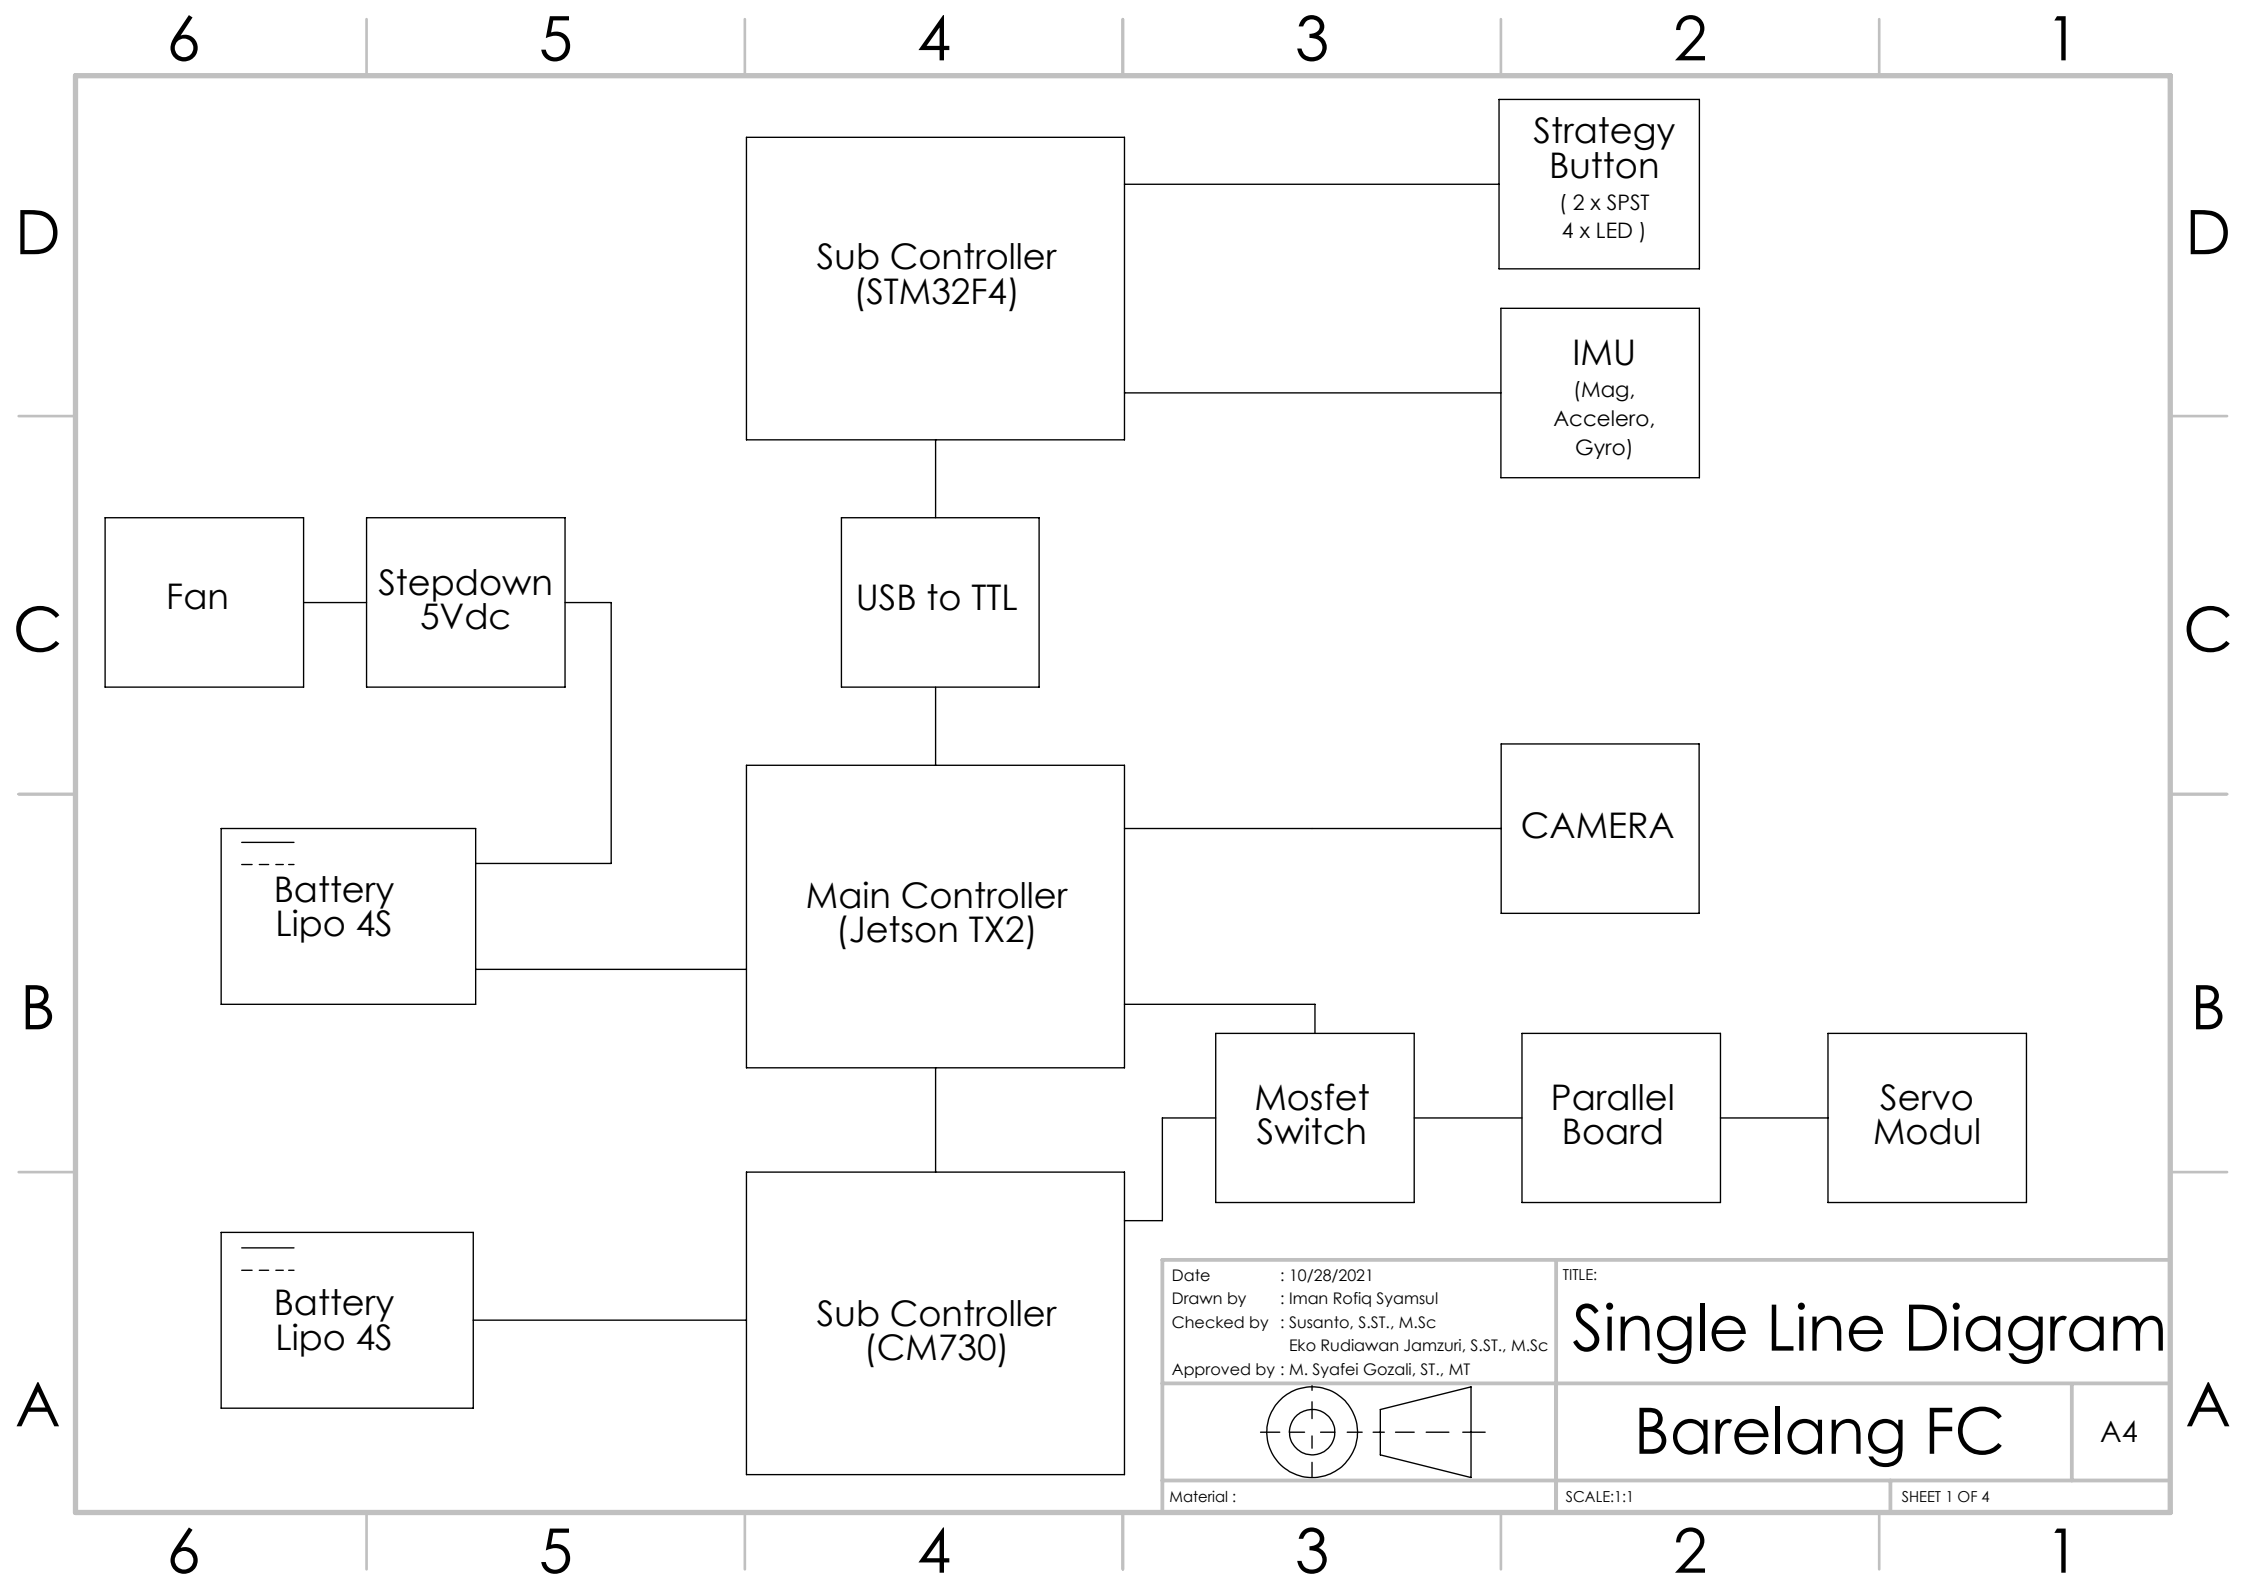 6 5 4 3 2 1
D
D
Strategy
Button
( 2 x SPST
4 x LED )
Sub Controller
(STM32F4)
IMU
(Mag,
Accelero,
Gyro)
C
C
Fan
Stepdown
5Vdc
USB to TTL
CAMERA
Battery
Lipo 4S
Main Controller
(Jetson TX2)
B
B
Mosfet
Switch
Parallel
Board
Servo
Modul
Battery
Lipo 4S
Sub Controller
(CM730)
A
A
Date : 10/28/2021
Drawn by : Iman Rofiq Syamsul
Checked by : Susanto, S.ST., M.Sc
Eko Rudiawan Jamzuri, S.ST., M.Sc
Approved by : M. Syafei Gozali, ST., MT
TITLE:
Single Line Diagram
Barelang FC
A4
Material :
SCALE:1:1
SHEET 1 OF 4
6 5 4 3 2 1